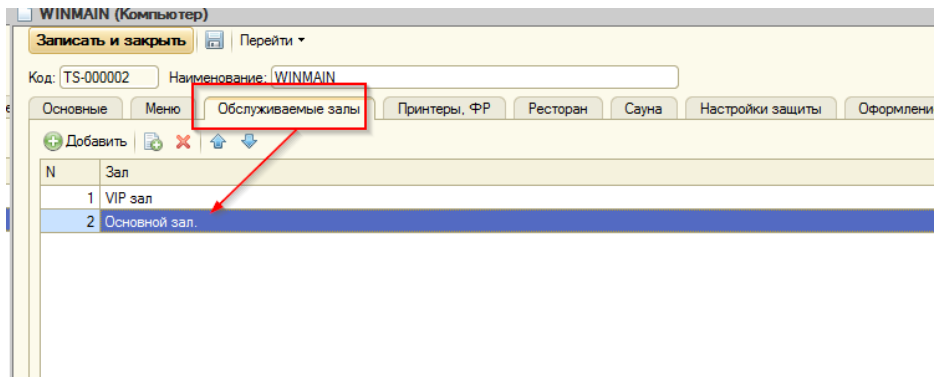 WINMAIN (Компьютер)
Записать и закрыть Перейти
Код: TS-000002 Наименование: WINMAIN
Основные Меню Обслуживаемые залы Принтеры, ФР Ресторан Сауна Настройки защиты Оформлени
Добавить
N Зал
1 VIP зал
2 Основной зал.